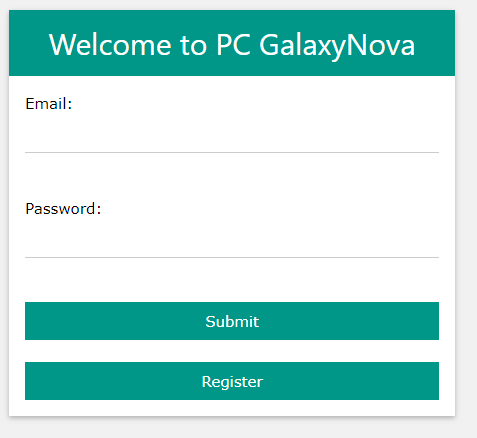 Welcome to PC GalaxyNova
Email:
Password:
Submit
Register